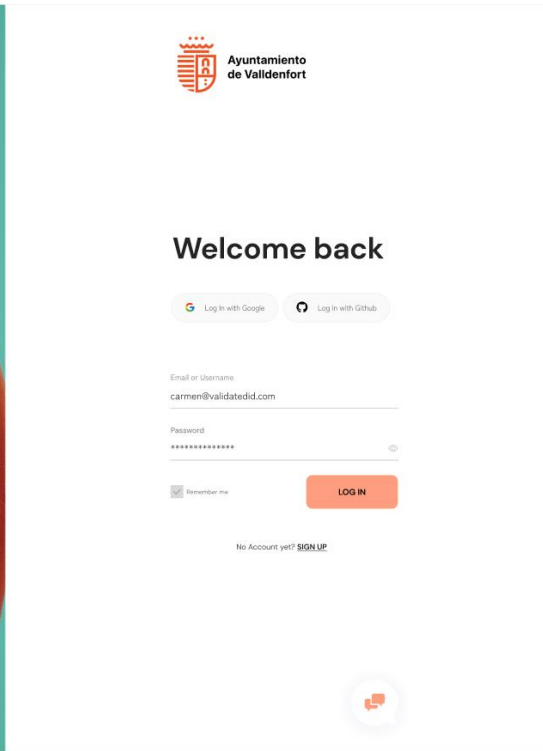 Ayuntamiento
de Valldenfort
Welcome back
Log In with Google
Log in with Github
Email or Username
carmen@validatedid.com
Password
**************
Remember me
LOG IN
No Account yet? SIGN UP